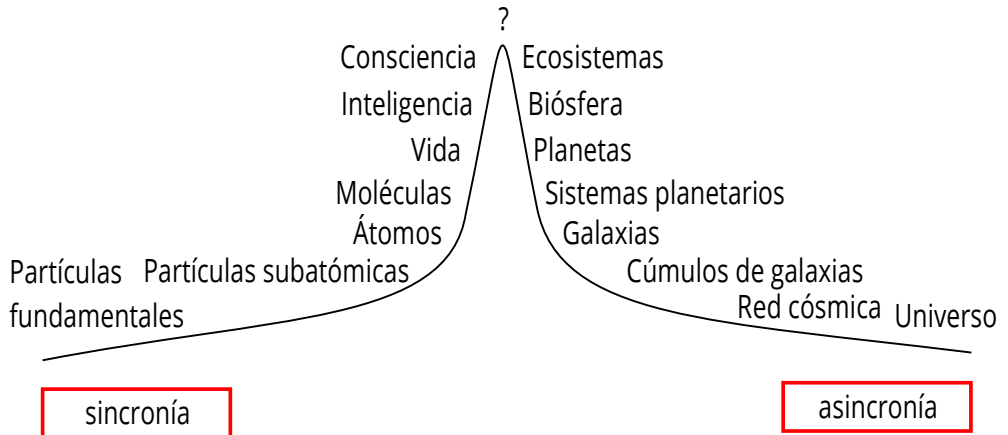 ?
Consciencia Ecosistemas
Inteligencia Biósfera
Vida Planetas
Moléculas Sistemas planetarios
Átomos Galaxias
Partículas Partículas subatómicas Cúmulos de galaxias
fundamentales Red cósmica Universo
sincronía asincronía